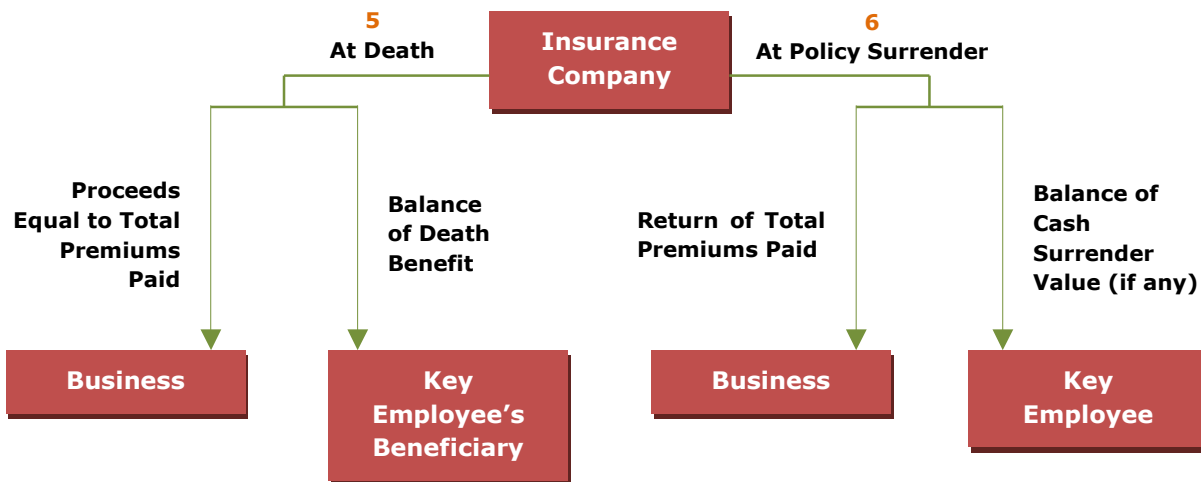 5
At Death
Insurance
Company
6
At Policy Surrender
Proceeds
Equal to Total
Premiums
Paid
Balance
of Death
Benefit
Return of Total
Premiums Paid
Balance of
Cash
Surrender
Value (if any)
Business
Key
Employee’s
Beneficiary
Business
Key
Employee